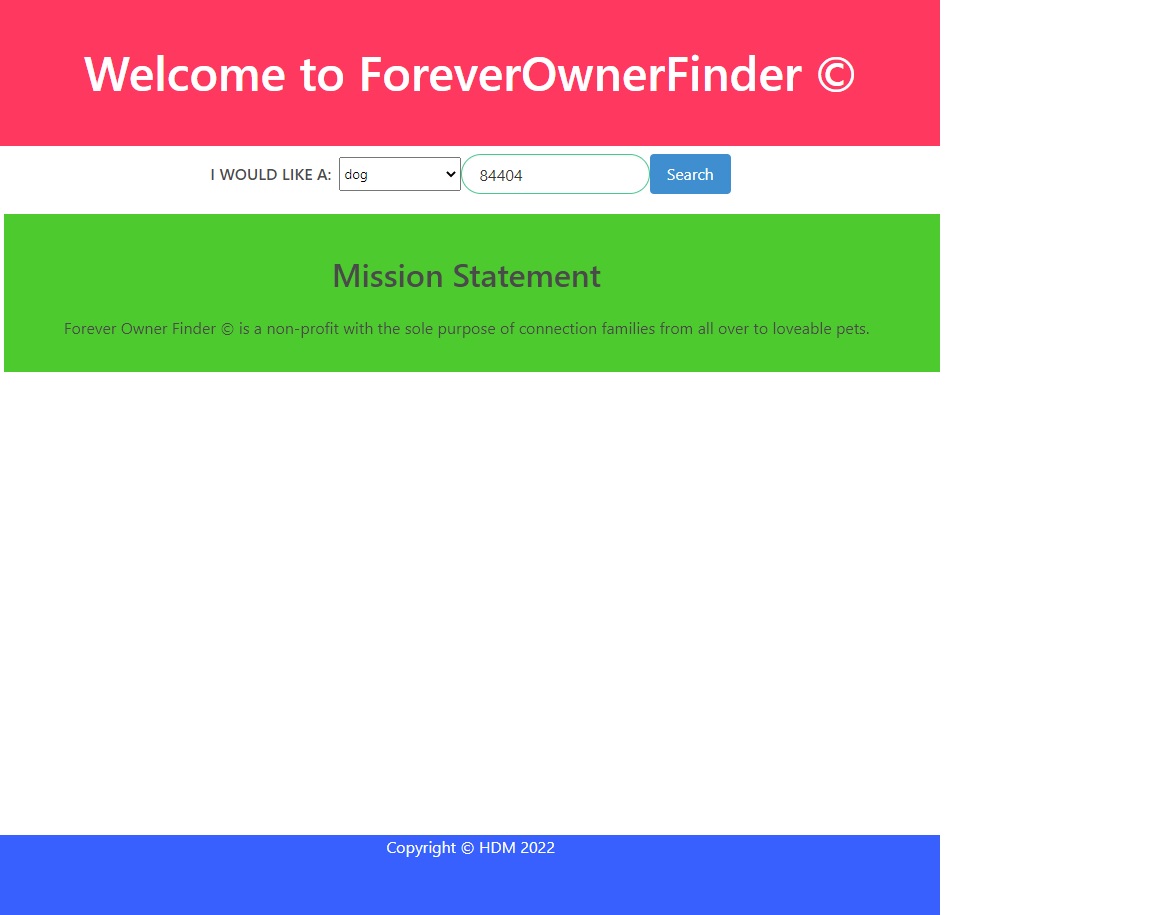 Welcome to ForeverOwnerFinder ©
I WOULD LIKE A: dog 84404 Search
Mission Statement
Forever Owner Finder © is a non-profit with the sole purpose of connection families from all over to loveable pets.
Copyright © HDM 2022